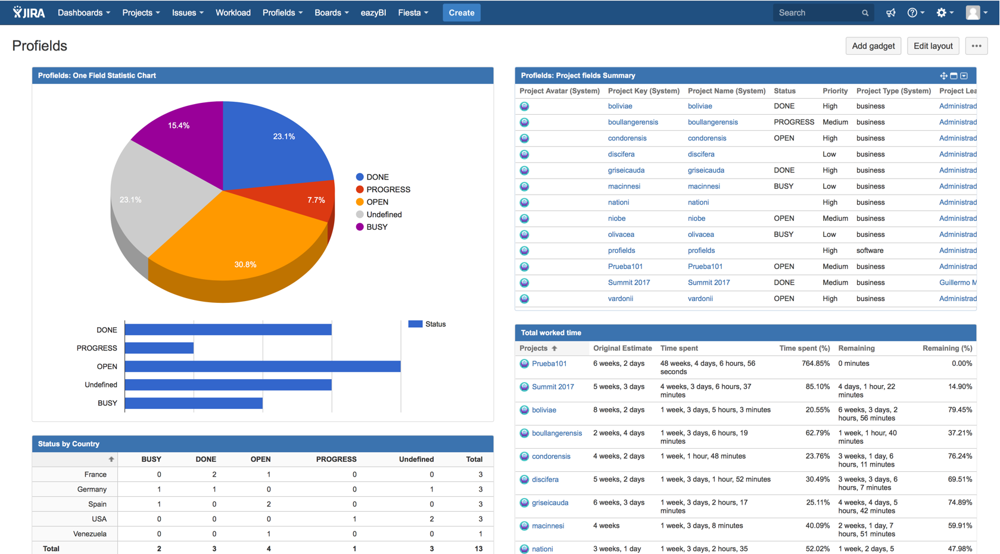 JIRA Dashboards Projects Issues Workload Profields Boards eazyBI Fiesta Create Search
Profields
Add gadget Edit layout
Profields: One Field Statistic Chart
15.4%
23.1%
23.1%
7.7%
30.8%
DONE
PROGRESS
OPEN
Undefined
BUSY
Status
DONE
PROGRESS
OPEN
Undefined
BUSY
Status by Country
BUSY DONE OPEN PROGRESS Undefined Total
France 0 2 1 0 0 3
Germany 1 1 0 0 1 3
Spain 1 0 2 0 0 3
USA 0 0 0 1 2 3
Venezuela 0 0 1 0 0 1
Total 2 3 4 1 3 13
Profields: Project fields Summary
Project Avatar (System) Project Key (System) Project Name (System) Status Priority Project Type (System) Project Lea
boliviae boliviae DONE High business Administrad
boullangerensis boullangerensis PROGRESS Medium business Administrad
condorensis condorensis OPEN High business Administrad
discifera discifera Low business Administrad
griseicauda griseicauda DONE High business Administrad
macinnesi macinnesi BUSY Low business Administrad
nationi nationi High business Administrad
niobe niobe OPEN Medium business Administrad
olivacea olivacea BUSY Low business Administrad
profields profields High software Administrad
Prueba101 Prueba101 OPEN Medium business Administrad
Summit 2017 Summit 2017 DONE Medium business Guillermo M
vardonii vardonii OPEN High business Administrad
Total worked time
Projects Original Estimate Time spent Time spent (%) Remaining Remaining (%)
Prueba101 6 weeks, 2 days 48 weeks, 4 days, 6 hours, 56 764.85% 0 minutes 0.00%
seconds
Summit 2017 5 weeks, 3 days 4 weeks, 3 days, 6 hours, 37 85.10% 4 days, 1 hour, 22 14.90%
minutes minutes
boliviae 8 weeks, 2 days 1 week, 3 days, 5 hours, 3 minutes 20.55% 6 weeks, 3 days, 2 79.45%
hours, 56 minutes
boullangerensis 2 weeks, 4 days 1 week, 3 days, 6 hours, 19 62.79% 1 week, 1 hour, 40 37.21%
minutes minutes
condorensis 4 weeks, 2 days 1 week, 1 hour, 48 minutes 23.76% 3 weeks, 1 day, 6 76.24%
hours, 11 minutes
discifera 5 weeks, 2 days 1 week, 3 days, 1 hour, 52 minutes 30.49% 3 weeks, 3 days, 6 69.51%
hours, 7 minutes
griseicauda 6 weeks, 3 days 1 week, 3 days, 2 hours, 17 25.11% 4 weeks, 4 days, 5 74.89%
minutes hours, 42 minutes
macinnesi 4 weeks 1 week, 3 days, 8 minutes 40.09% 2 weeks, 1 day, 7 59.91%
hours, 51 minutes
nationi 3 weeks, 1 day 1 week, 3 days, 2 hours, 35 52.02% 1 week, 2 days, 5 47.98%